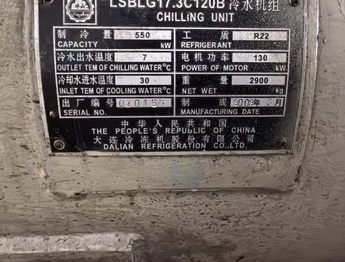 LSBLG17.3C120B 冷水机组
CHILLING UNIT
制冷量 550 工质 R22
CAPACITY kW REFRIGERANT
冷水出水温度 7 电机功率 130
OUTLET TEM OF CHILLING WATER°C POWER OF MOTOR kW
冷却水进水温度 30 重量 2900
INLET TEM OF COOLING WATER°C NET WET kg
出厂编号 制成 年 月
SERIAL NO. MANUFACTURING DATE
中华人民共和国
THE PEOPLE'S REPUBLIC OF CHINA
大连冷冻机股份有限公司
DALIAN REFRIGERATION CO.,LTD.